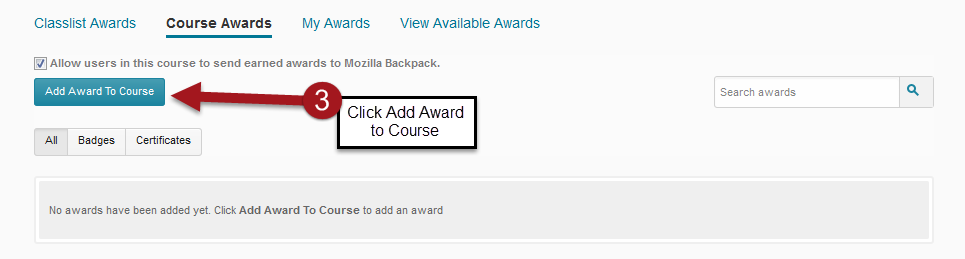 Classlist Awards Course Awards My Awards View Available Awards
Allow users in this course to send earned awards to Mozilla Backpack.
Add Award To Course
3
Click Add Award
to Course
Search awards
All Badges Certificates
No awards have been added yet. Click Add Award To Course to add an award